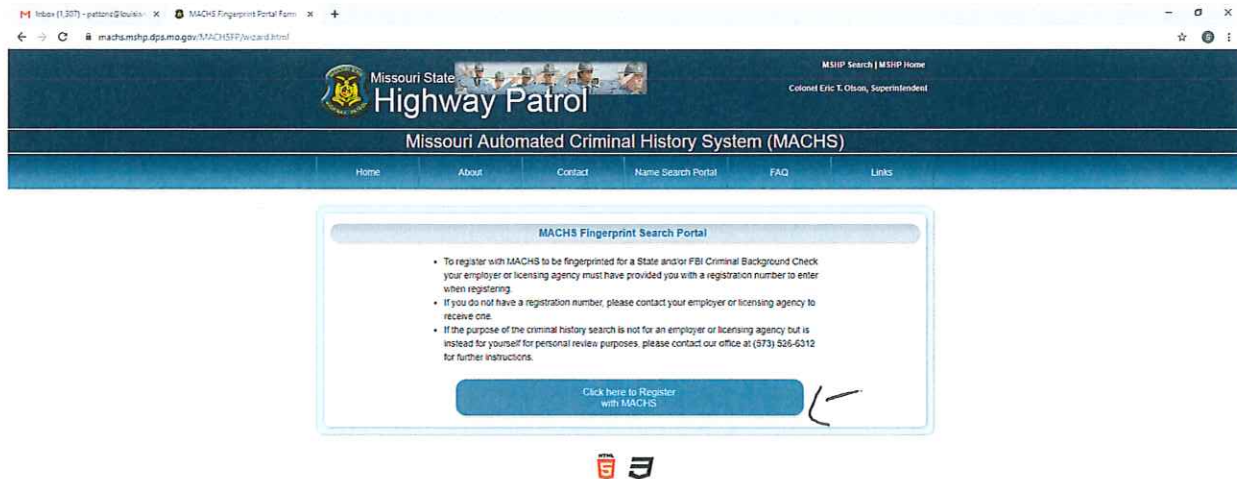 Inbox (1,307) - pattonc@louisi
MACHS Fingerprint Portal Form
machs.mshp.dps.mo.gov/MACHSFP/wizard.html
Missouri State
Highway Patrol
MSHP Search | MSHP Home
Colonel Eric T. Olson, Superintendent
Missouri Automated Criminal History System (MACHS)
Home About Contact Name Search Portal FAQ Links
MACHS Fingerprint Search Portal
• To register with MACHS to be fingerprinted for a State and/or FBI Criminal Background Check
your employer or licensing agency must have provided you with a registration number to enter
when registering.
• If you do not have a registration number, please contact your employer or licensing agency to
receive one.
• If the purpose of the criminal history search is not for an employer or licensing agency but is
instead for yourself for personal review purposes, please contact our office at (573) 526-6312
for further instructions.
Click here to Register
with MACHS
HTML
5